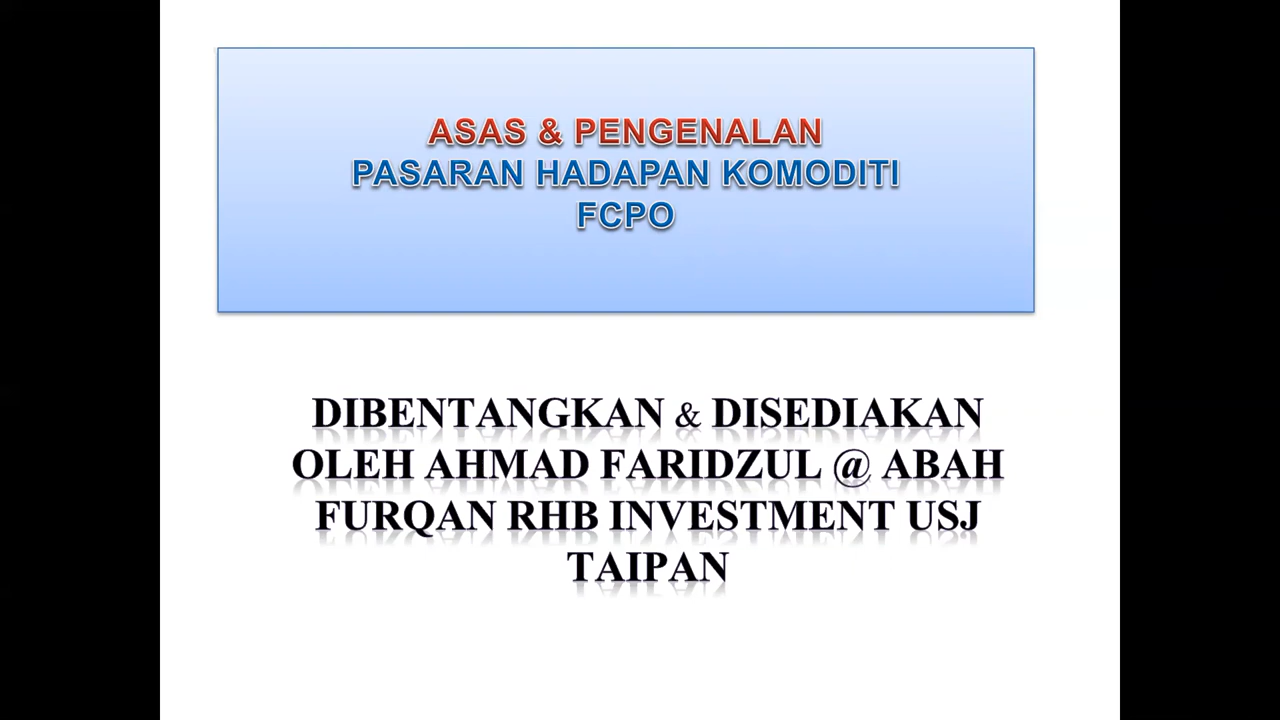 ASAS & PENGENALAN
PASARAN HADAPAN KOMODITI
FCPO
DIBENTANGKAN & DISEDIAKAN
OLEH AHMAD FARIDZUL @ ABAH
FURQAN RHB INVESTMENT USJ
TAIPAN